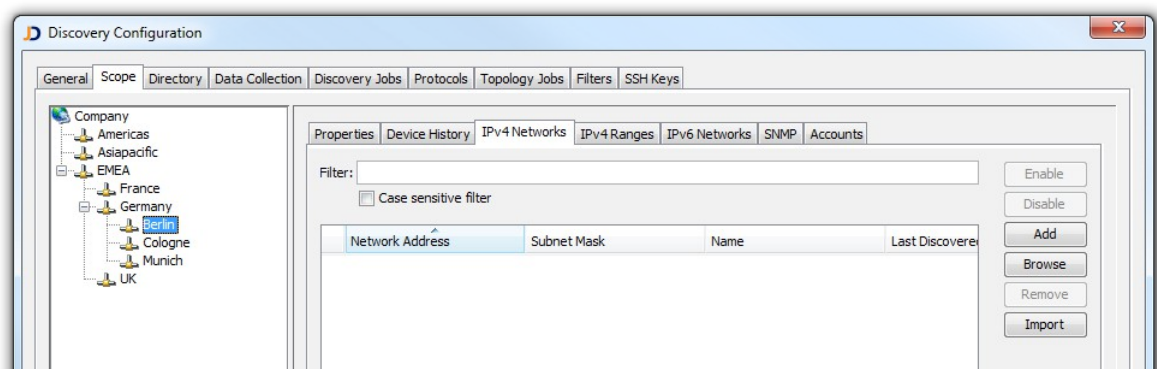 Discovery Configuration
General Scope Directory Data Collection Discovery Jobs Protocols Topology Jobs Filters SSH Keys
Company
Americas
Asiapacific
EMEA
France
Germany
Berlin
Cologne
Munich
UK
Properties Device History IPv4 Networks IPv4 Ranges IPv6 Networks SNMP Accounts
Filter:
Case sensitive filter
Network Address Subnet Mask Name Last Discovered
Enable
Disable
Add
Browse
Remove
Import